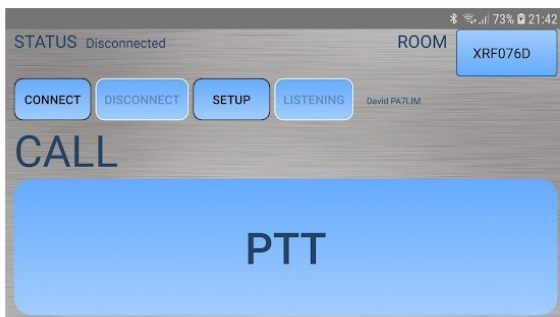 73% 21:42
STATUS Disconnected ROOM XRF076D
CONNECT DISCONNECT SETUP LISTENING David PA7LIM
CALL
PTT